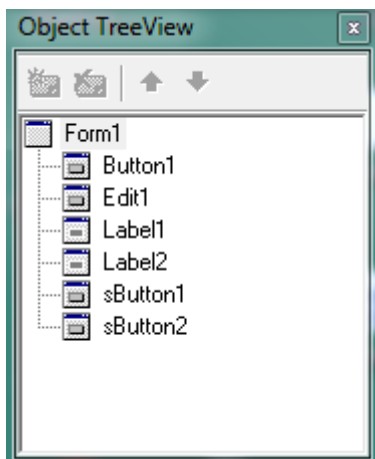 Object TreeView
Form1
Button1
Edit1
Label1
Label2
sButton1
sButton2